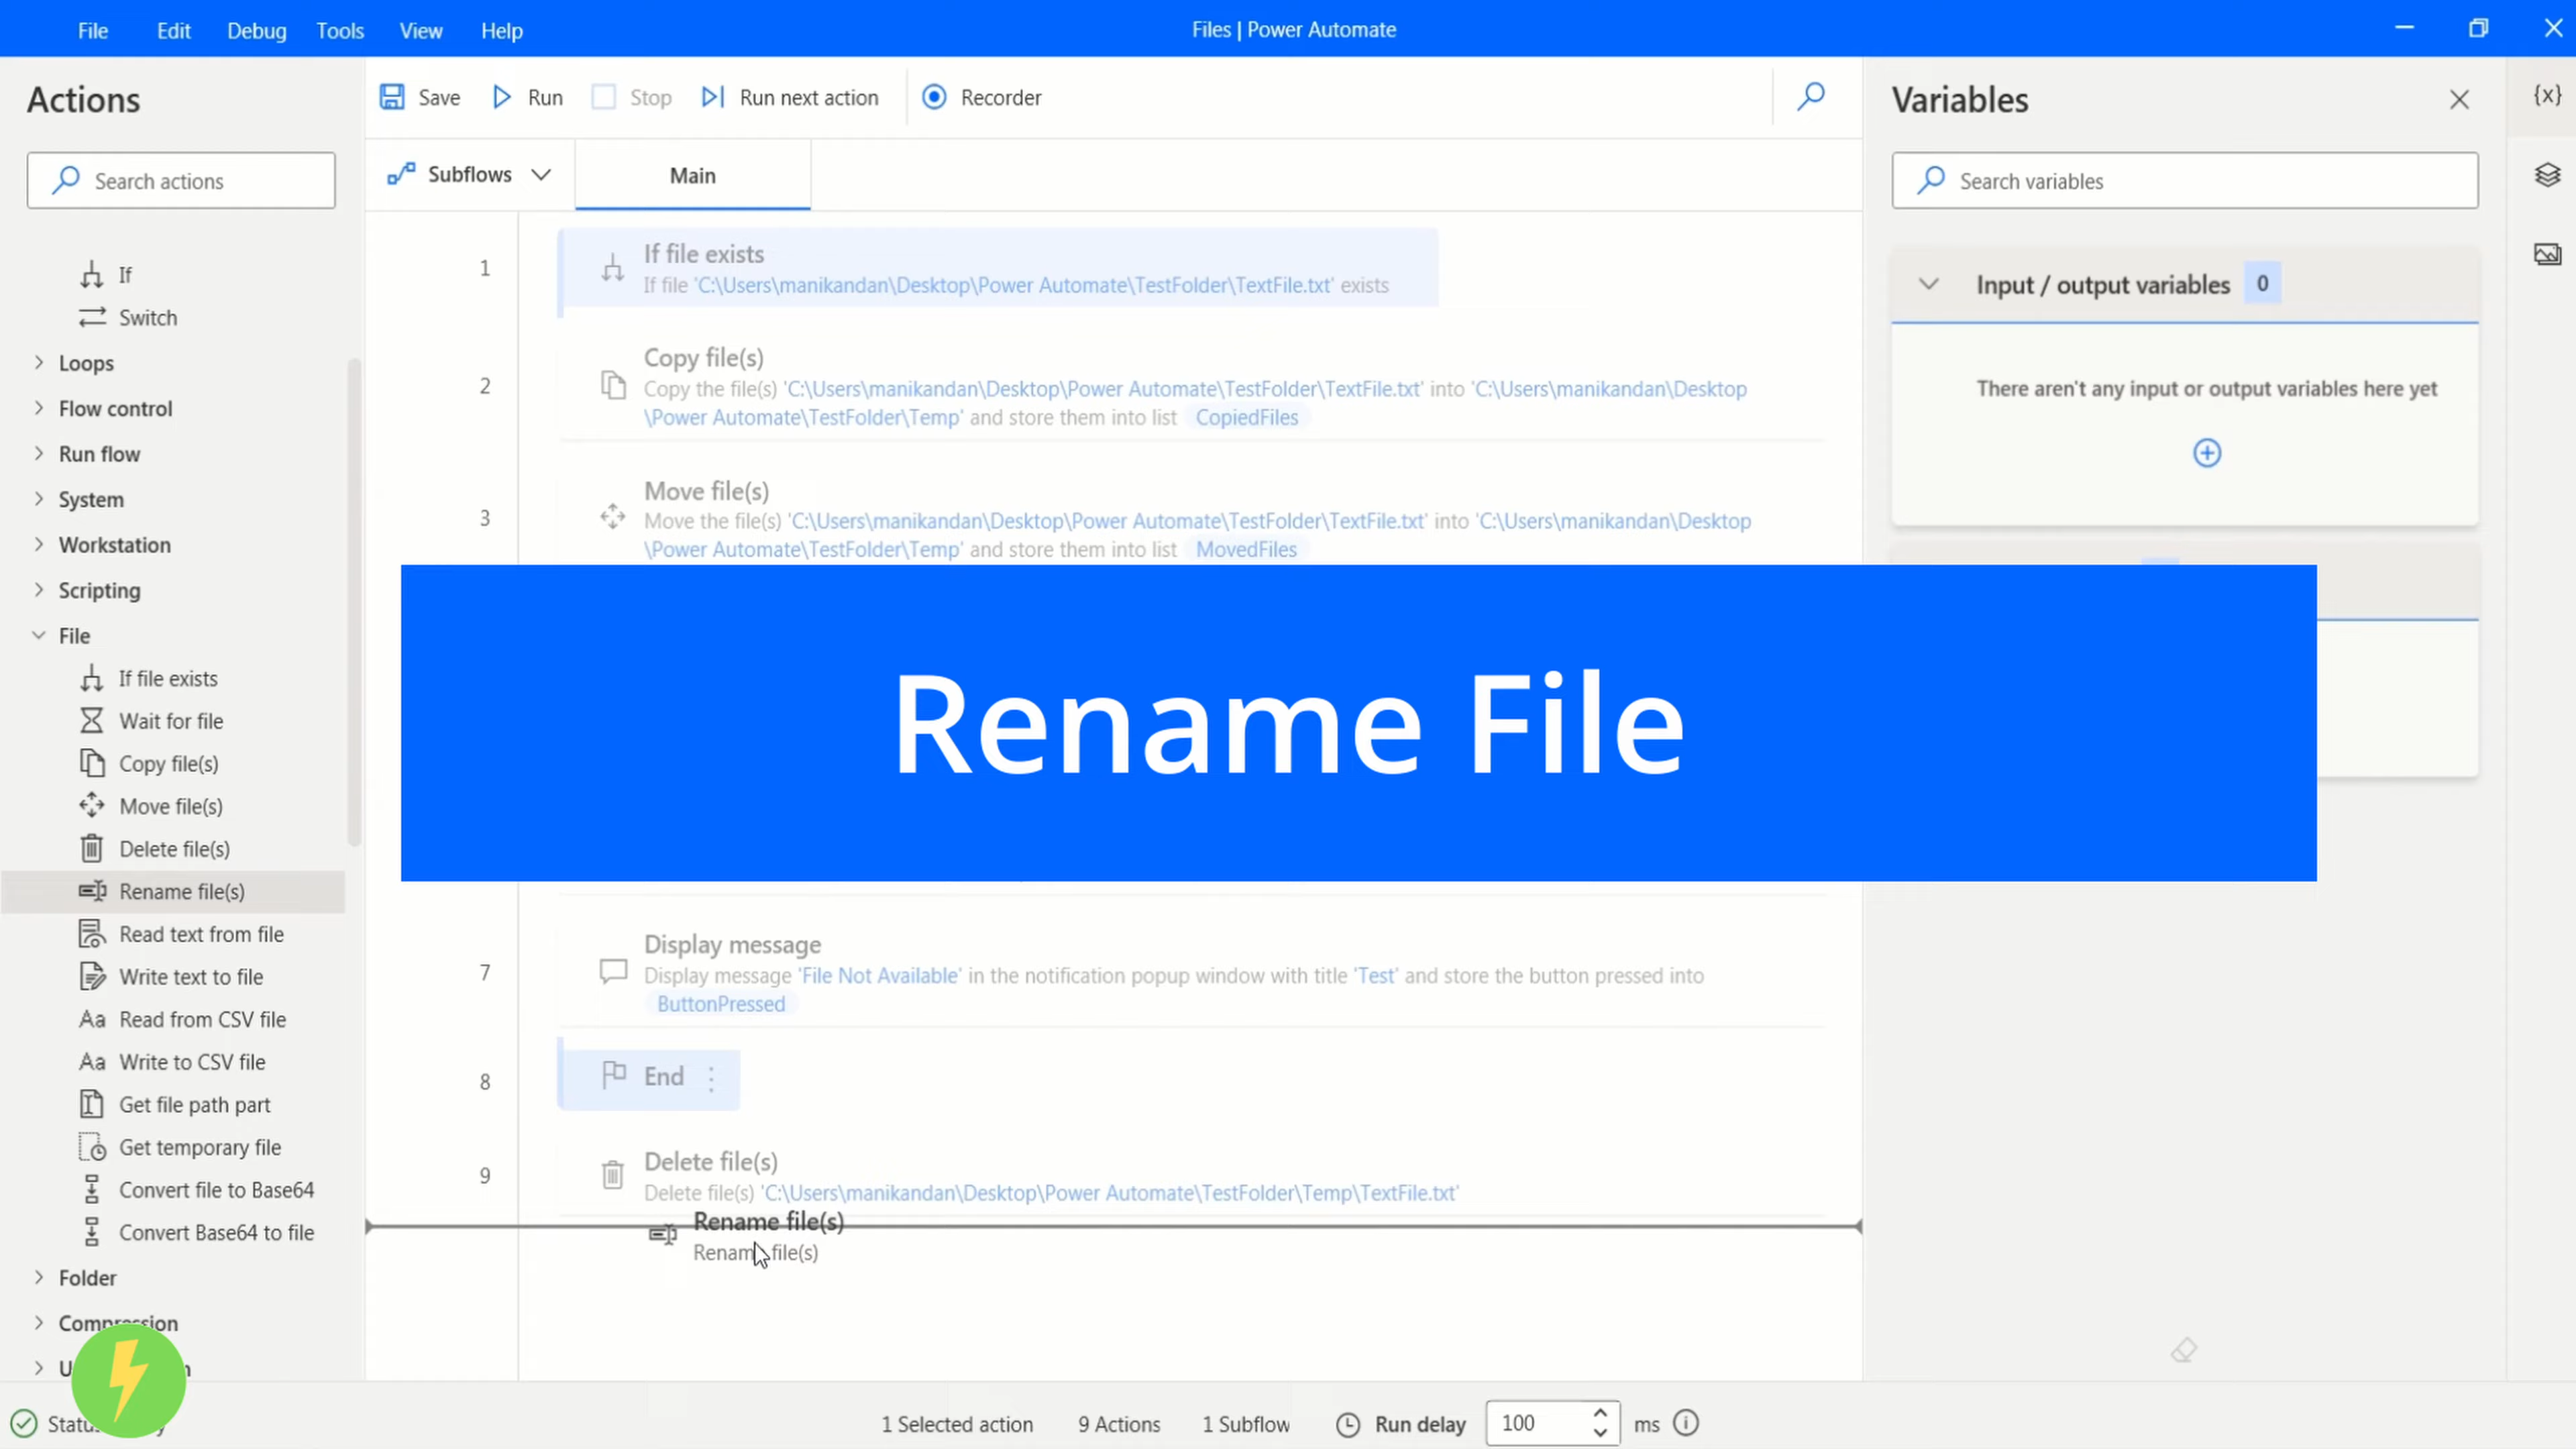 File Edit Debug Tools View Help
Files | Power Automate
Actions
Search actions
If
Switch
Loops
Flow control
Run flow
System
Workstation
Scripting
File
If file exists
Wait for file
Copy file(s)
Move file(s)
Delete file(s)
Rename file(s)
Read text from file
Write text to file
Read from CSV file
Write to CSV file
Get file path part
Get temporary file
Convert file to Base64
Convert Base64 to file
Folder
Compression
Save Run Stop Run next action Recorder
Subflows Main
1
If file exists
If file 'C:\Users\manikandan\Desktop\Power Automate\TestFolder\TextFile.txt' exists
2
Copy file(s)
Copy the file(s) 'C:\Users\manikandan\Desktop\Power Automate\TestFolder\TextFile.txt' into 'C:\Users\manikandan\Desktop
\Power Automate\TestFolder\Temp' and store them into list CopiedFiles
3
Move file(s)
Move the file(s) 'C:\Users\manikandan\Desktop\Power Automate\TestFolder\TextFile.txt' into 'C:\Users\manikandan\Desktop
\Power Automate\TestFolder\Temp' and store them into list MovedFiles
Rename File
7
Display message
Display message 'File Not Available' in the notification popup window with title 'Test' and store the button pressed into
ButtonPressed
8
End
9
Delete file(s)
Delete file(s) 'C:\Users\manikandan\Desktop\Power Automate\TestFolder\Temp\TextFile.txt'
Rename file(s)
Rename file(s)
Variables
{x}
Search variables
Input / output variables 0
There aren't any input or output variables here yet
1 Selected action 9 Actions 1 Subflow Run delay 100 ms